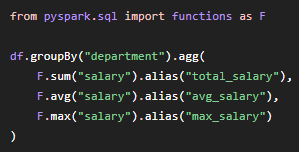 from pyspark.sql import functions as F

df.groupBy("department").agg(
    F.sum("salary").alias("total_salary"),
    F.avg("salary").alias("avg_salary"),
    F.max("salary").alias("max_salary")
)